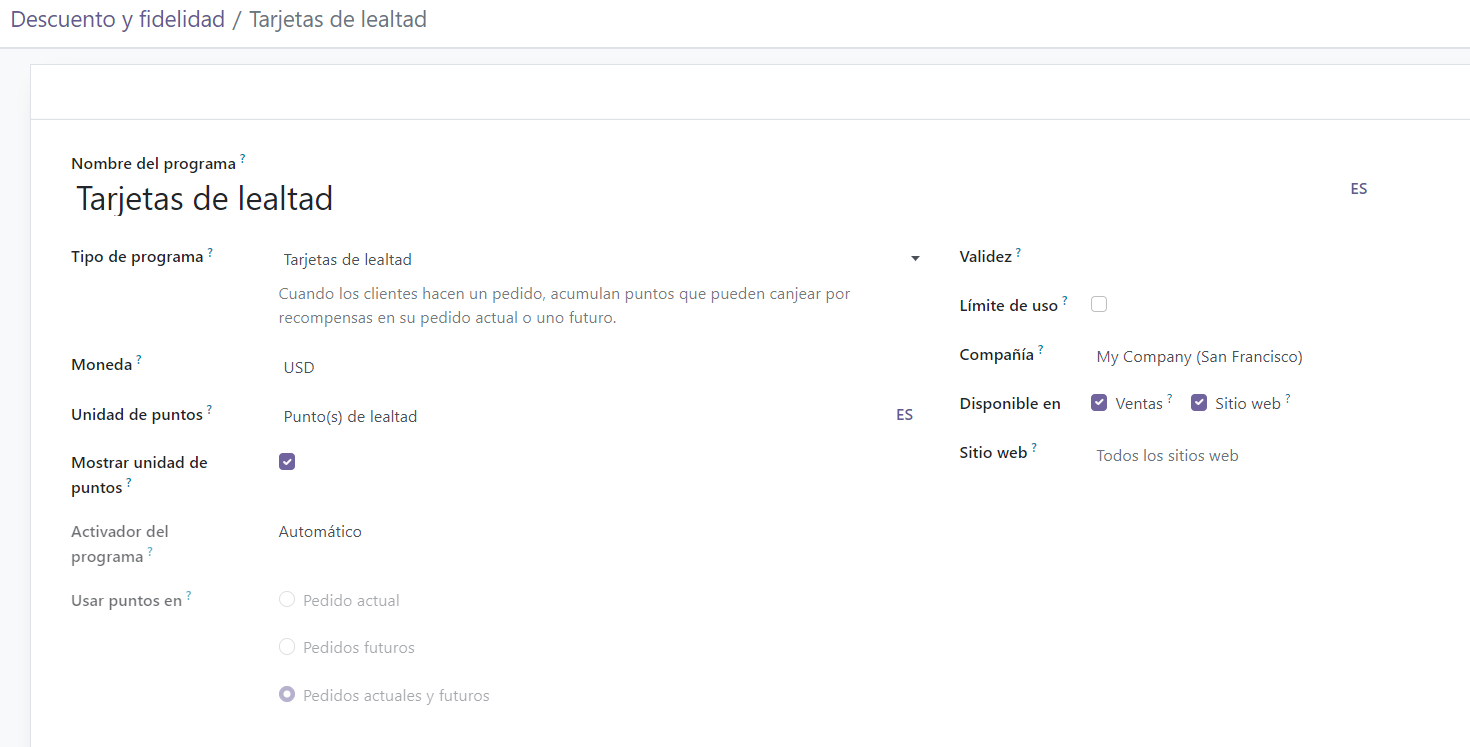 Descuento y fidelidad / Tarjetas de lealtad
Nombre del programa ?
Tarjetas de lealtad
ES
Tipo de programa ?
Tarjetas de lealtad
Cuando los clientes hacen un pedido, acumulan puntos que pueden canjear por
recompensas en su pedido actual o uno futuro.
Moneda ?
USD
Unidad de puntos ?
Punto(s) de lealtad
ES
Mostrar unidad de
puntos ?
Activador del
programa ?
Automático
Usar puntos en ?
Pedido actual
Pedidos futuros
Pedidos actuales y futuros
Validez ?
Límite de uso ?
Compañía ?
My Company (San Francisco)
Disponible en
Ventas ?
Sitio web ?
Sitio web ?
Todos los sitios web